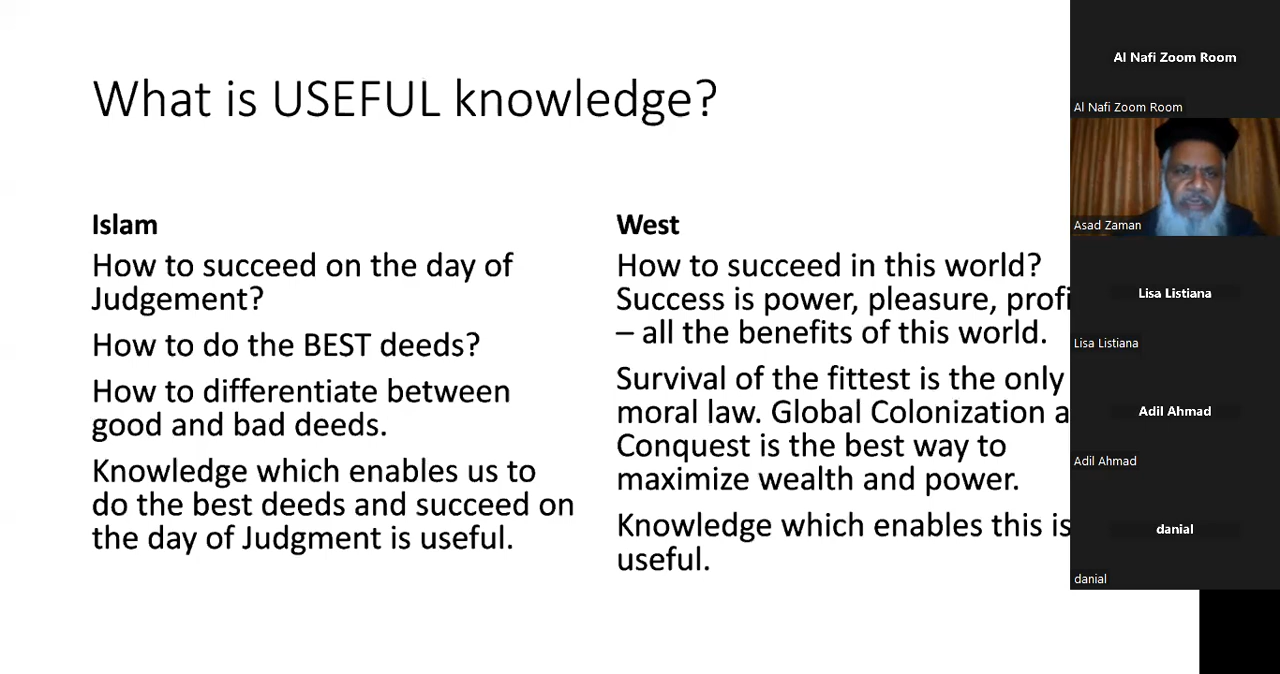 What is USEFUL knowledge?
Islam
How to succeed on the day of
Judgement?
How to do the BEST deeds?
How to differentiate between
good and bad deeds.
Knowledge which enables us to
do the best deeds and succeed on
the day of Judgment is useful.
West
How to succeed in this world?
Success is power, pleasure,
– all the benefits of this world.
Survival of the fittest is the only
moral law. Global Colonization
Conquest is the best way to
maximize wealth and power.
Knowledge which enables this is
useful.
Al Nafi Zoom Room
Al Nafi Zoom Room
Asad Zaman
Lisa Listiana
Lisa Listiana
Adil Ahmad
Adil Ahmad
danial
danial